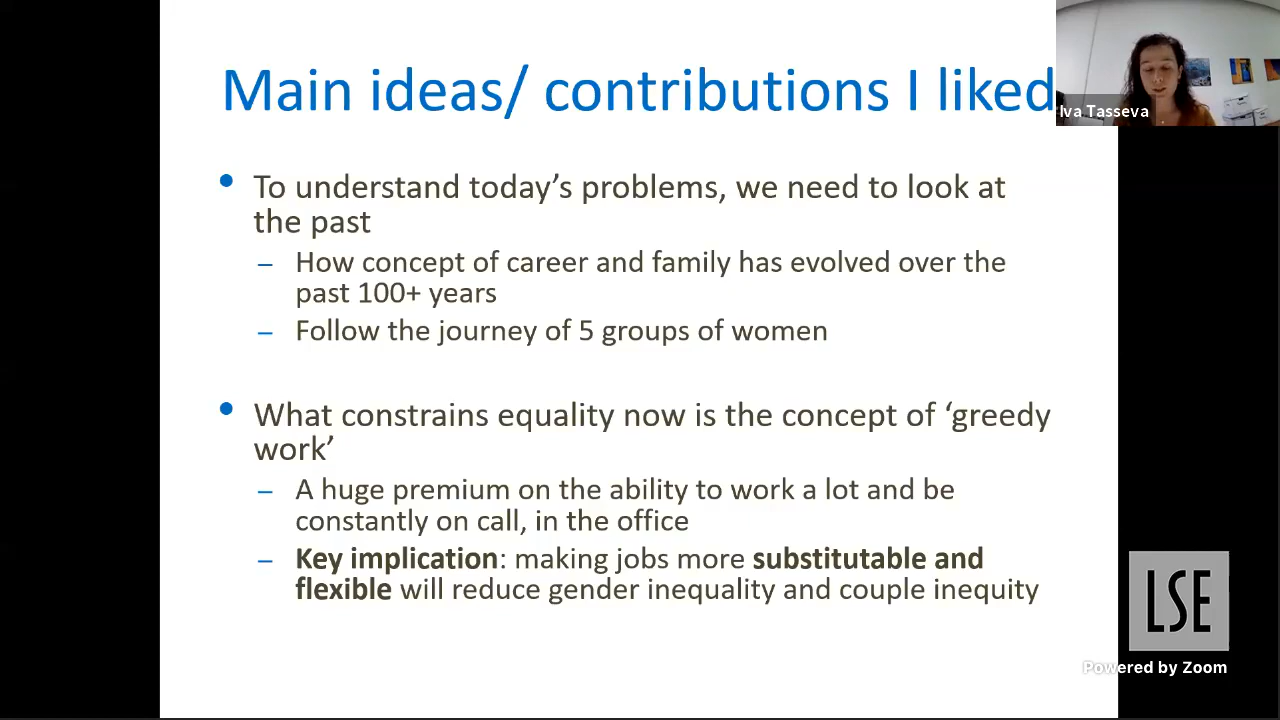 Main ideas/ contributions I liked
Iva Tasseva
• To understand today’s problems, we need to look at
the past
– How concept of career and family has evolved over the
past 100+ years
– Follow the journey of 5 groups of women
• What constrains equality now is the concept of ‘greedy
work’
– A huge premium on the ability to work a lot and be
constantly on call, in the office
– Key implication: making jobs more substitutable and
flexible will reduce gender inequality and couple inequity
LSE
Powered by Zoom